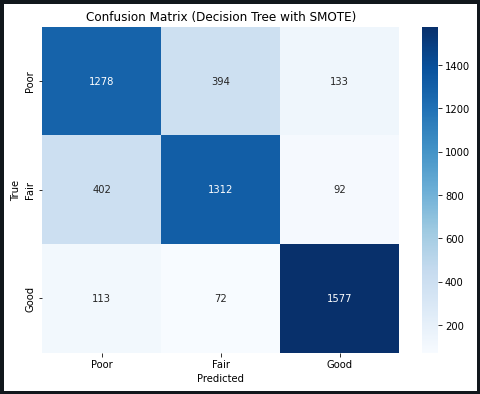 Confusion Matrix (Decision Tree with SMOTE)
True
Poor
1278
394
133
Fair
402
1312
92
Good
113
72
1577
Poor
Fair
Good
Predicted
1400
1200
1000
800
600
400
200